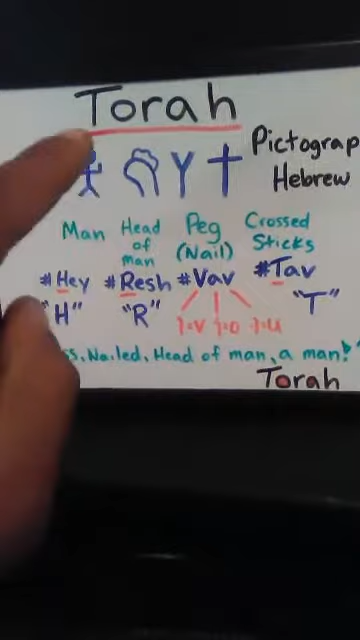 Torah
Pictograp
Hebrew
Man
Head of man
Peg (Nail)
Crossed Sticks
#Hey
#Resh
#Vav
#Tav
"H"
"R"
"T"
Nailed, Head of man, a man!
Torah